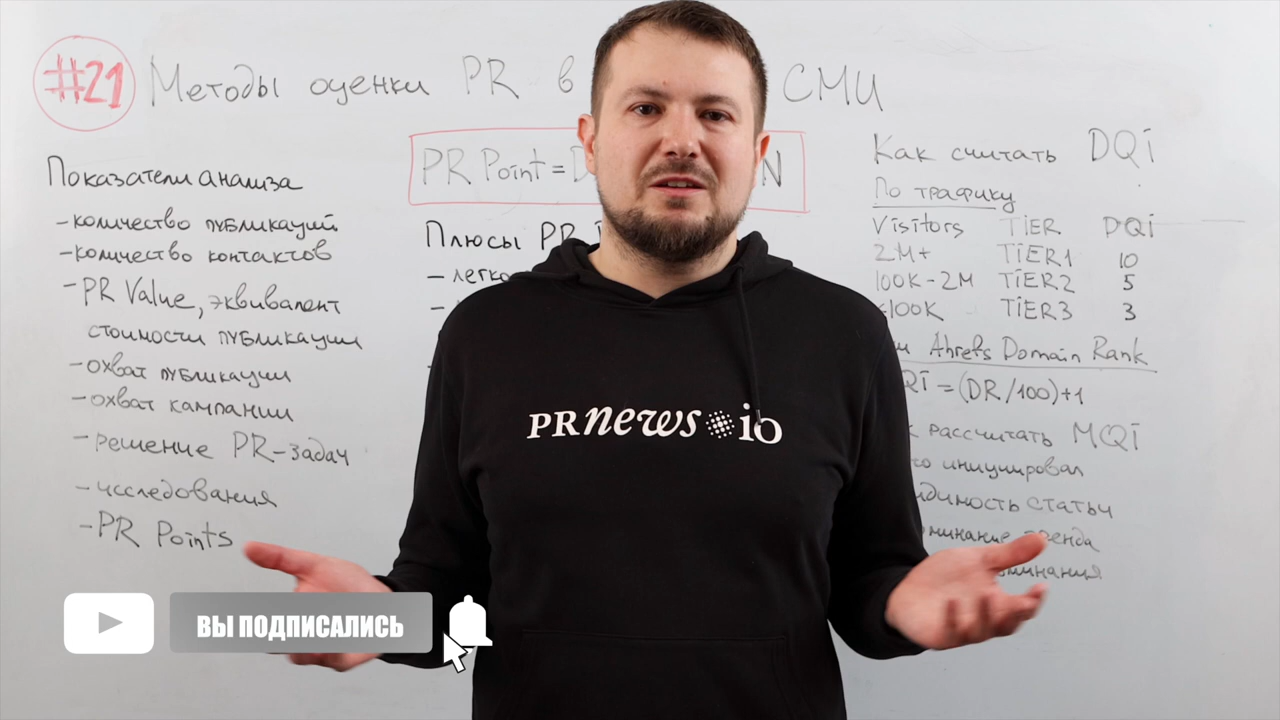 #21 Методы оценки PR в СМИ
Показатели анализа
-количество публикаций
-количество контактов
-PR Value, эквивалент
стоимости публикации
-охват публикации
-охват кампании
-решение PR-задач
-исследования
-PR Points
PR Point = N
Плюсы PR
-легко
Как считать DQi
По трафику
Visitors TiER DQi
2M+ TiER1 10
100K-2M TiER2 5
<100K TiER3 3
Ahrefs Domain Rank
=(DR/100)+1
рассчитать MQi
инициировал
статьи
PRnews.io
ВЫ ПОДПИСАЛИСЬ